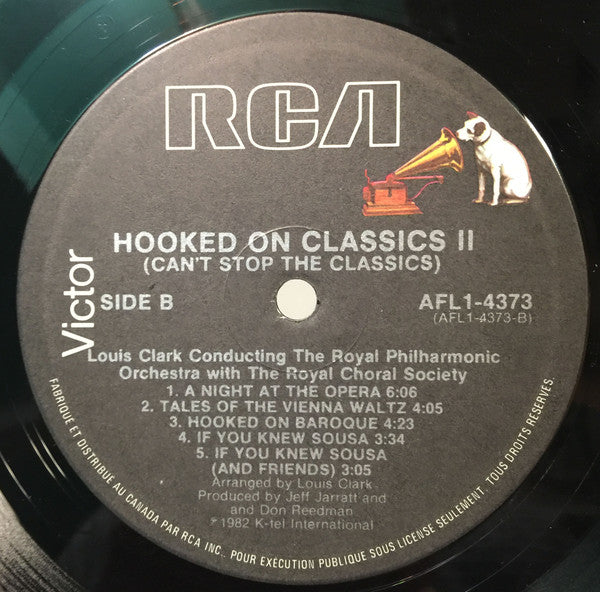 RCA
Victor
HOOKED ON CLASSICS II
(CAN'T STOP THE CLASSICS)
SIDE B
AFL1-4373
(AFL1-4373-B)
Louis Clark Conducting The Royal Philharmonic
Orchestra with The Royal Choral Society
1. A NIGHT AT THE OPERA 6:06
2. TALES OF THE VIENNA WALTZ 4:05
3. HOOKED ON BAROQUE 4:23
4. IF YOU KNEW SOUSA 3:34
5. IF YOU KNEW SOUSA
(AND FRIENDS) 3:05
Arranged by Louis Clark
Produced by Jeff Jarratt and
and Don Reedman
℗1982 K-tel International
FABRIQUÉ ET DISTRIBUÉ AU CANADA PAR RCA INC., POUR EXÉCUTION PUBLIQUE SOUS LICENCE SEULEMENT. TOUS DROITS RÉSERVÉS.